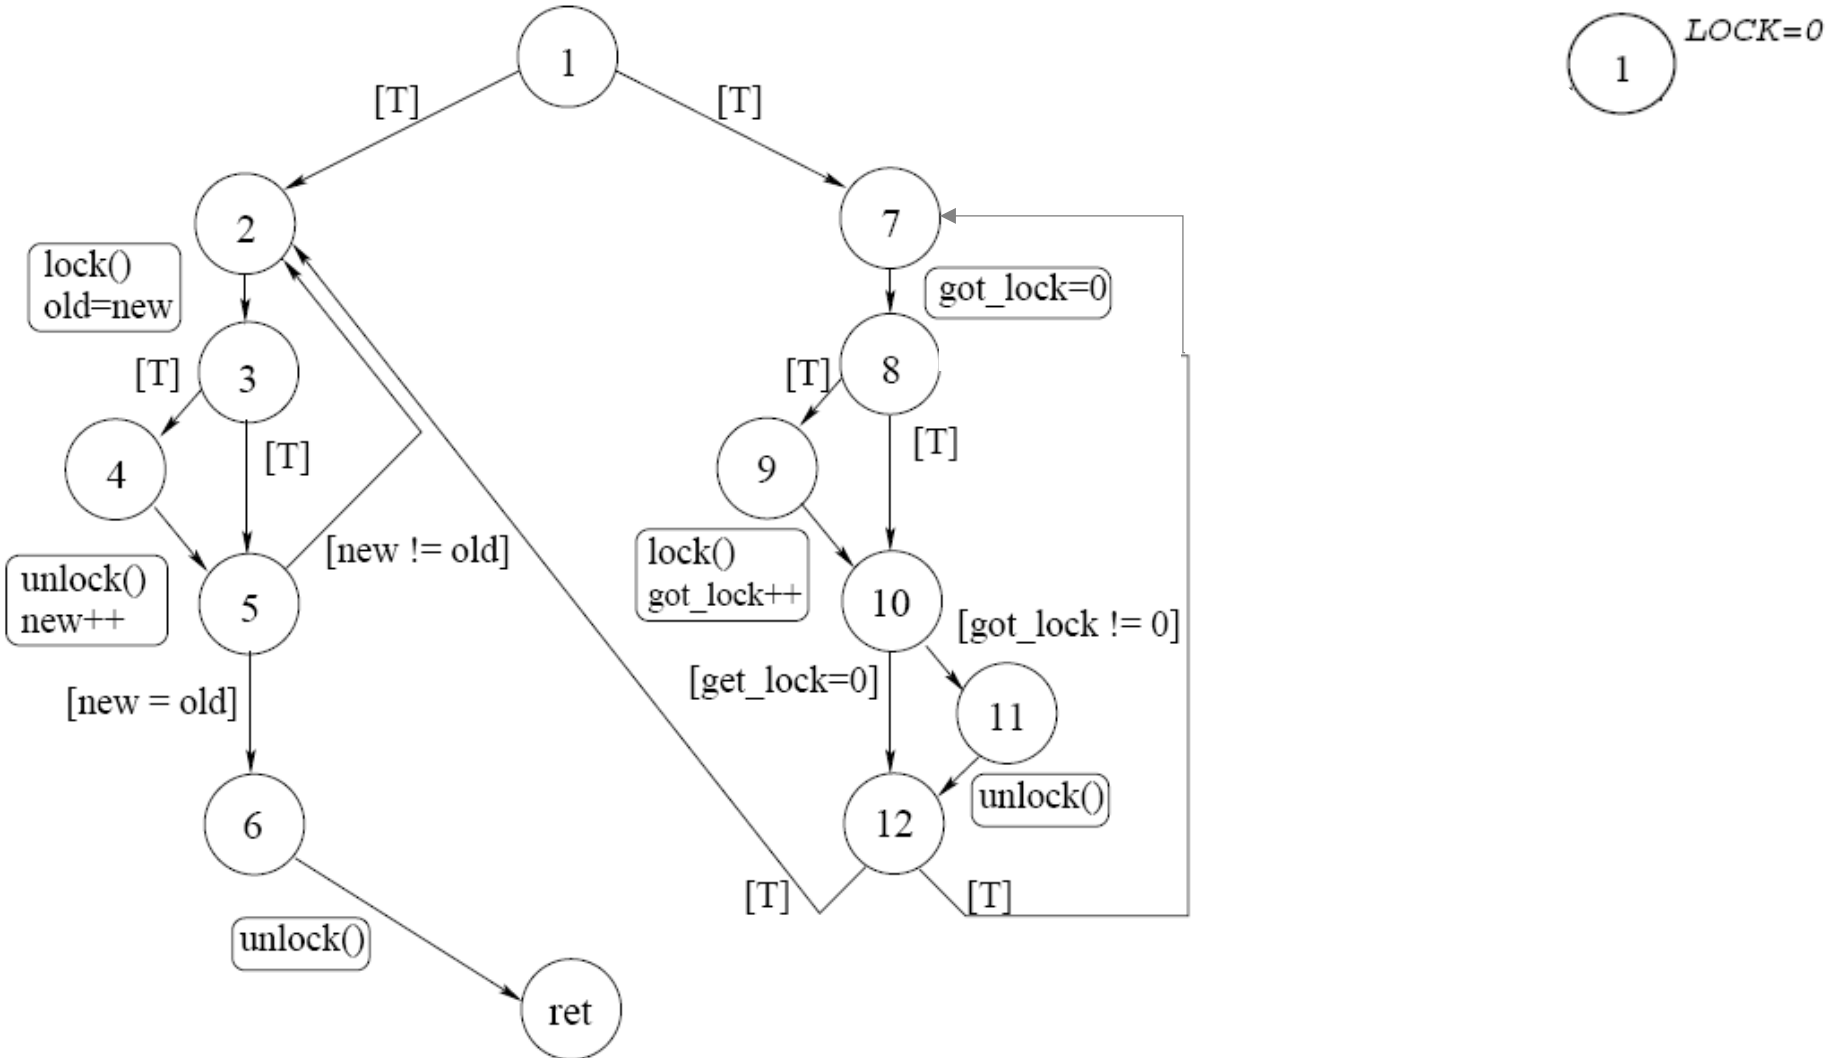 1
LOCK=0
1
[T]
[T]
2
7
lock()
old=new
got_lock=0
[T]
3
[T]
8
[T]
[T]
4
9
[new != old]
lock()
got_lock++
unlock()
new++
5
10
[got_lock != 0]
[new = old]
[get_lock=0]
11
6
12
unlock()
[T]
[T]
unlock()
ret